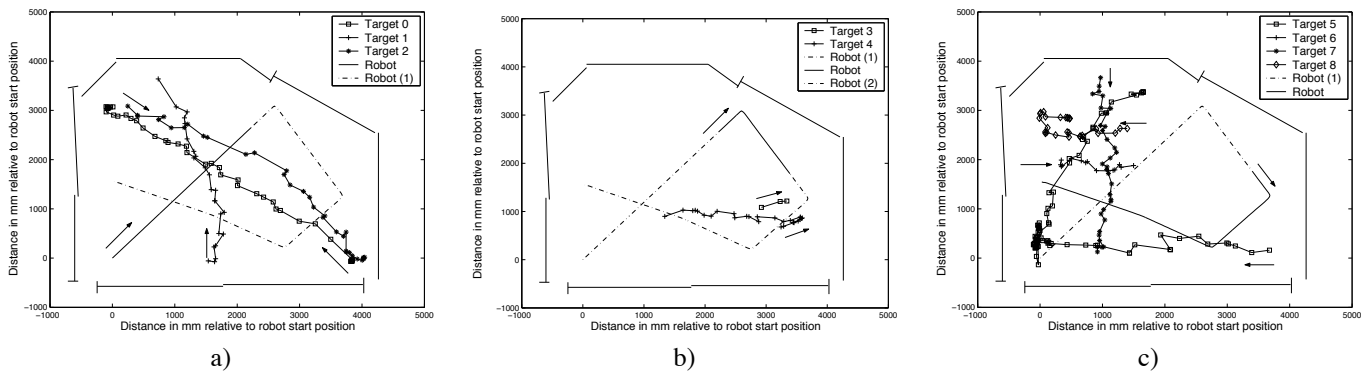 5000
4000
3000
2000
1000
0
-1000
-1000 0 1000 2000 3000 4000 5000
Distance in mm relative to robot start position
Distance in mm relative to robot start position
Target 0
Target 1
Target 2
Robot
Robot (1)
a)
5000
4000
3000
2000
1000
0
-1000
-1000 0 1000 2000 3000 4000 5000
Distance in mm relative to robot start position
Distance in mm relative to robot start position
Target 3
Target 4
Robot (1)
Robot
Robot (2)
b)
5000
4000
3000
2000
1000
0
-1000
-1000 0 1000 2000 3000 4000 5000
Distance in mm relative to robot start position
Distance in mm relative to robot start position
Target 5
Target 6
Target 7
Target 8
Robot (1)
Robot
c)